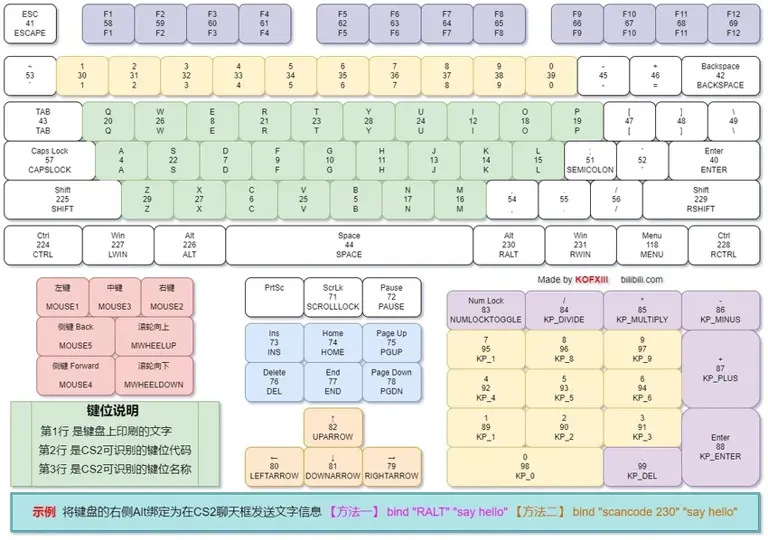 ESC F1 F2 F3 F4 F5 F6 F7 F8 F9 F10 F11 F12
41 58 59 60 61 62 63 64 65 66 67 68 69
ESCAPE F1 F2 F3 F4 F5 F6 F7 F8 F9 F10 F11 F12
~ 1 2 3 4 5 6 7 8 9 0 - + Backspace
53 30 31 32 33 34 35 36 37 38 39 45 46 42
` 1 2 3 4 5 6 7 8 9 0 - = BACKSPACE
TAB Q W E R T Y U I O P [ ] \
43 20 26 8 21 23 28 24 12 18 19 47 48 49
TAB Q W E R T Y U I O P [ ] \
Caps Lock A S D F G H J K L ; ' Enter
57 4 22 7 9 10 11 13 14 15 51 52 40
CAPSLOCK A S D F G H J K L SEMICOLON ' ENTER
Shift Z X C V B N M , . / Shift
225 29 27 6 25 5 17 16 54 55 56 229
SHIFT Z X C V B N M , . / RSHIFT
Ctrl Win Alt Space Alt Win Menu Ctrl
224 227 226 44 230 231 118 228
CTRL LWIN ALT SPACE RALT RWIN MENU RCTRL
左键 中键 右键
MOUSE1 MOUSE3 MOUSE2
侧键 Back 滚轮向上
MOUSE5 MWHEELUP
侧键 Forward 滚轮向下
MOUSE4 MWHEELDOWN
键位说明
第1行 是键盘上印刷的文字
第2行 是CS2可识别的键位代码
第3行 是CS2可识别的键位名称
PrtSc ScrLk Pause
71 72
SCROLLLOCK PAUSE
Ins Home Page Up
73 74 75
INS HOME PGUP
Delete End Page Down
76 77 78
DEL END PGDN
↑
82
UPARROW
← ↓ →
80 81 79
LEFTARROW DOWNARROW RIGHTARROW
Made by KOFXIII bilibili.com
Num Lock / * -
83 84 85 86
NUMLOCKTOGGLE KP_DIVIDE KP_MULTIPLY KP_MINUS
7 8 9
95 96 97
KP_1 KP_8 KP_9
+
87
KP_PLUS
4 5 6
92 93 94
KP_4 KP_5 KP_6
1 2 3
89 90 91
KP_1 KP_2 KP_3
Enter
88
KP_ENTER
0 .
98 99
KP_0 KP_DEL
示例 将键盘的右侧Alt绑定为在CS2聊天框发送文字信息 【方法一】 bind "RALT" "say hello" 【方法二】 bind "scancode 230" "say hello"